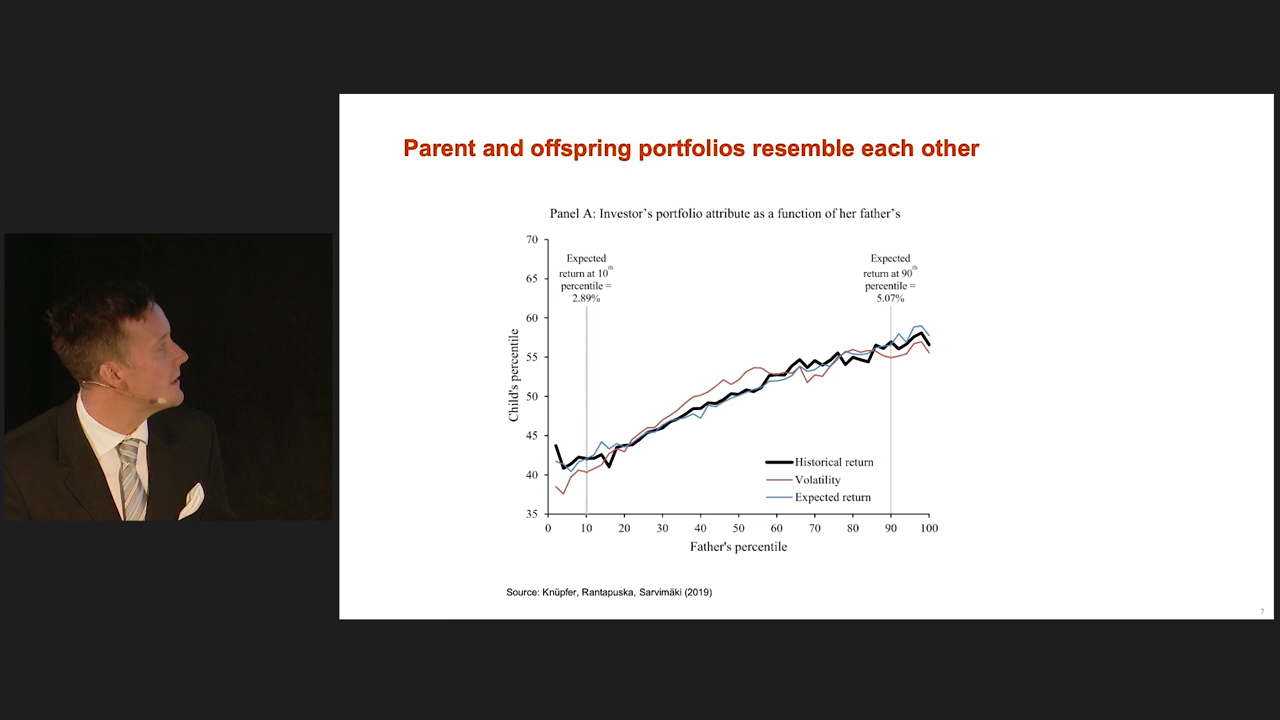 Parent and offspring portfolios resemble each other
Panel A: Investor's portfolio attribute as a function of her father's
Expected
return at 10th
percentile =
2.89%
Expected
return at 90th
percentile =
5.07%
Child's percentile
70
65
60
55
50
45
40
35
Historical return
Volatility
Expected return
0 10 20 30 40 50 60 70 80 90 100
Father's percentile
Source: Knüpfer, Rantapuska, Sarvimäki (2019)
7